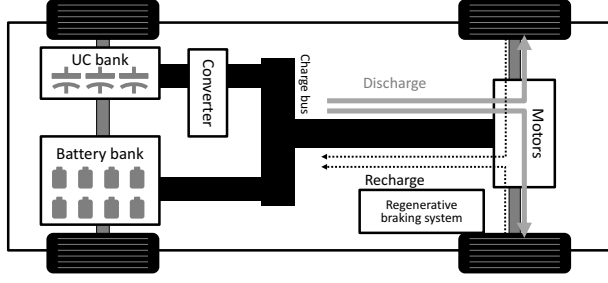 UC bank
Converter
Charge bus
Discharge
Motors
Battery bank
Recharge
Regenerative
braking system